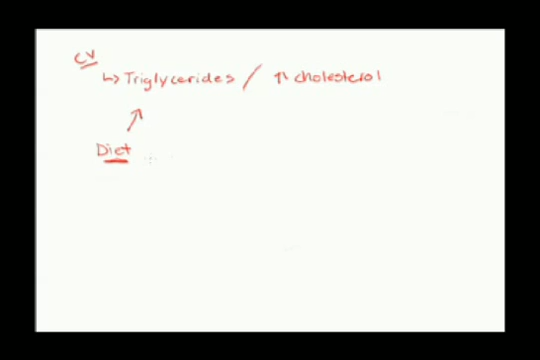 CV
↳ Triglycerides / ↑ cholesterol
↗
Diet